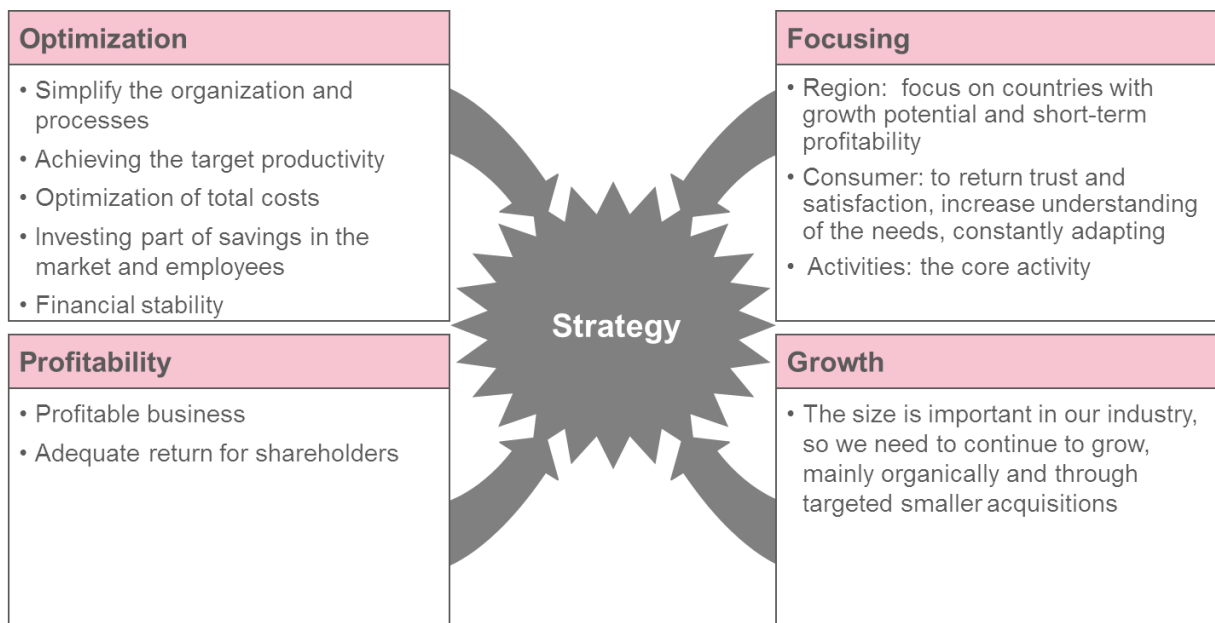 Optimization
• Simplify the organization and
processes
• Achieving the target productivity
• Optimization of total costs
• Investing part of savings in the
market and employees
• Financial stability
Focusing
• Region:  focus on countries with
growth potential and short-term
profitability
• Consumer: to return trust and
satisfaction, increase understanding
of the needs, constantly adapting
• Activities: the core activity
Strategy
Profitability
• Profitable business
• Adequate return for shareholders
Growth
• The size is important in our industry,
so we need to continue to grow,
mainly organically and through
targeted smaller acquisitions